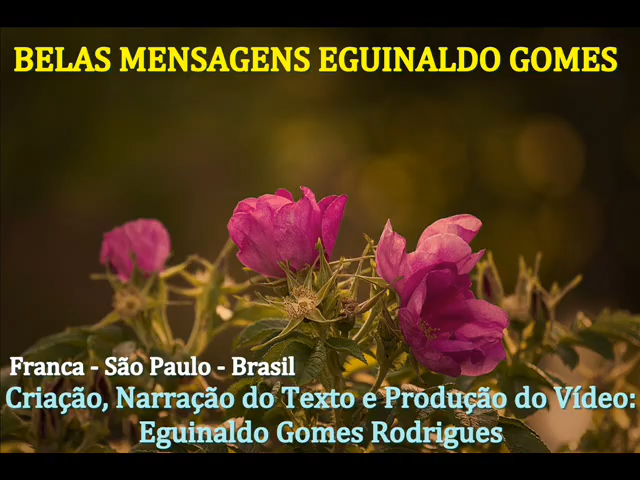 BELAS MENSAGENS EGUINALDO GOMES
Franca - São Paulo - Brasil
Criação, Narração do Texto e Produção do Vídeo:
Eguinaldo Gomes Rodrigues